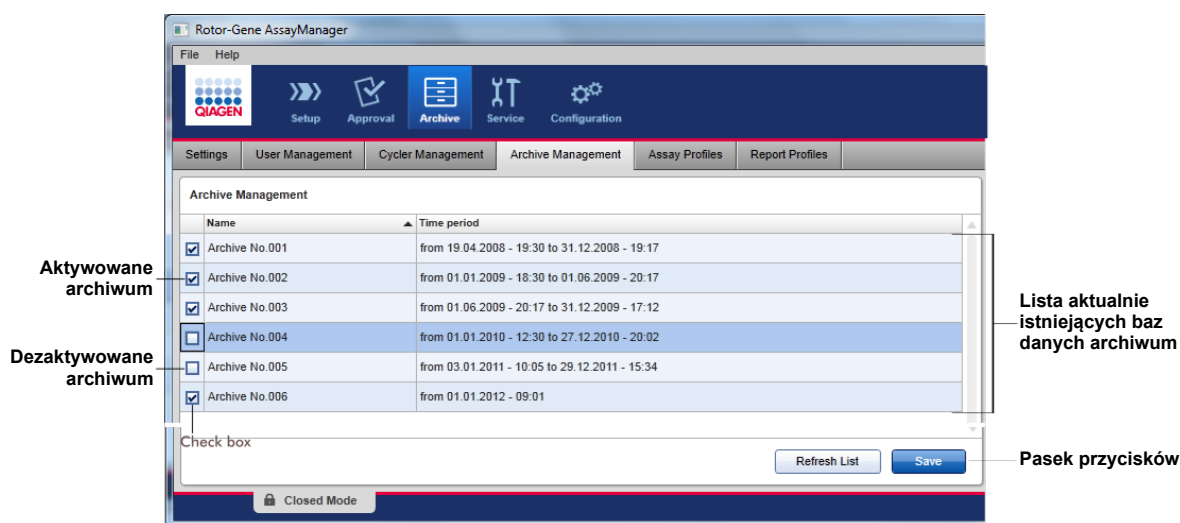 Rotor-Gene AssayManager
File Help
QIAGEN
Setup Approval Archive Service Configuration
Settings User Management Cycler Management Archive Management Assay Profiles Report Profiles
Archive Management
Name Time period
Archive No.001 from 19.04.2008 - 19:30 to 31.12.2008 - 19:17
Archive No.002 from 01.01.2009 - 18:30 to 01.06.2009 - 20:17
Archive No.003 from 01.06.2009 - 20:17 to 31.12.2009 - 17:12
Archive No.004 from 01.01.2010 - 12:30 to 27.12.2010 - 20:02
Archive No.005 from 03.01.2011 - 10:05 to 29.12.2011 - 15:34
Archive No.006 from 01.01.2012 - 09:01
Aktywowane
archiwum
Dezaktywowane
archiwum
Check box
Lista aktualnie
istniejących baz
danych archiwum
Refresh List Save
Pasek przycisków
Closed Mode